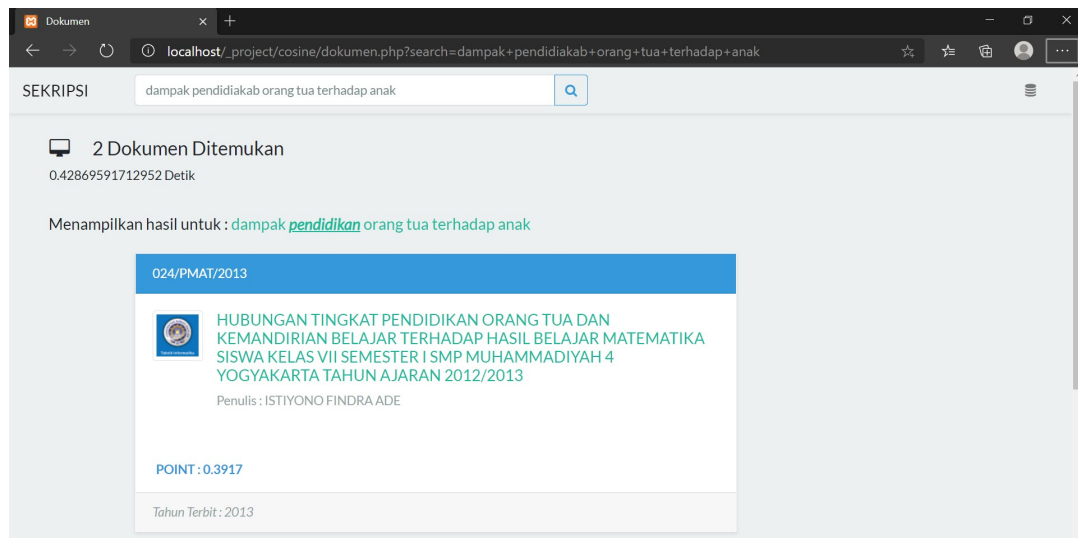 Dokumen
localhost/_project/cosine/dokumen.php?search=dampak+pendidiakab+orang+tua+terhadap+anak
SEKRIPSI
dampak pendidiakab orang tua terhadap anak
2 Dokumen Ditemukan
0.42869591712952 Detik
Menampilkan hasil untuk : dampak pendidikan orang tua terhadap anak
024/PMAT/2013
HUBUNGAN TINGKAT PENDIDIKAN ORANG TUA DAN
KEMANDIRIAN BELAJAR TERHADAP HASIL BELAJAR MATEMATIKA
SISWA KELAS VII SEMESTER I SMP MUHAMMADIYAH 4
YOGYAKARTA TAHUN AJARAN 2012/2013
Penulis : ISTIYONO FINDRA ADE
POINT : 0.3917
Tahun Terbit : 2013